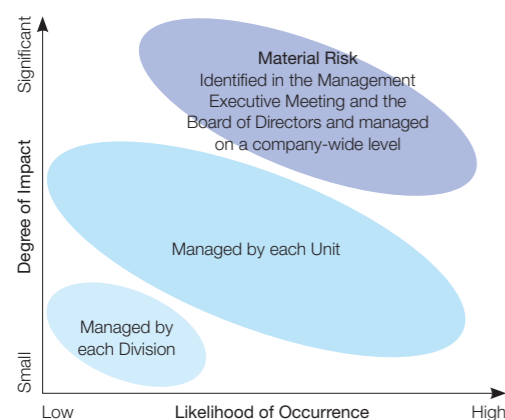 Significant
Degree of Impact
Small
Material Risk
Identified in the Management
Executive Meeting and the
Board of Directors and managed
on a company-wide level
Managed by each Unit
Managed by
each Division
Low
Likelihood of Occurrence
High